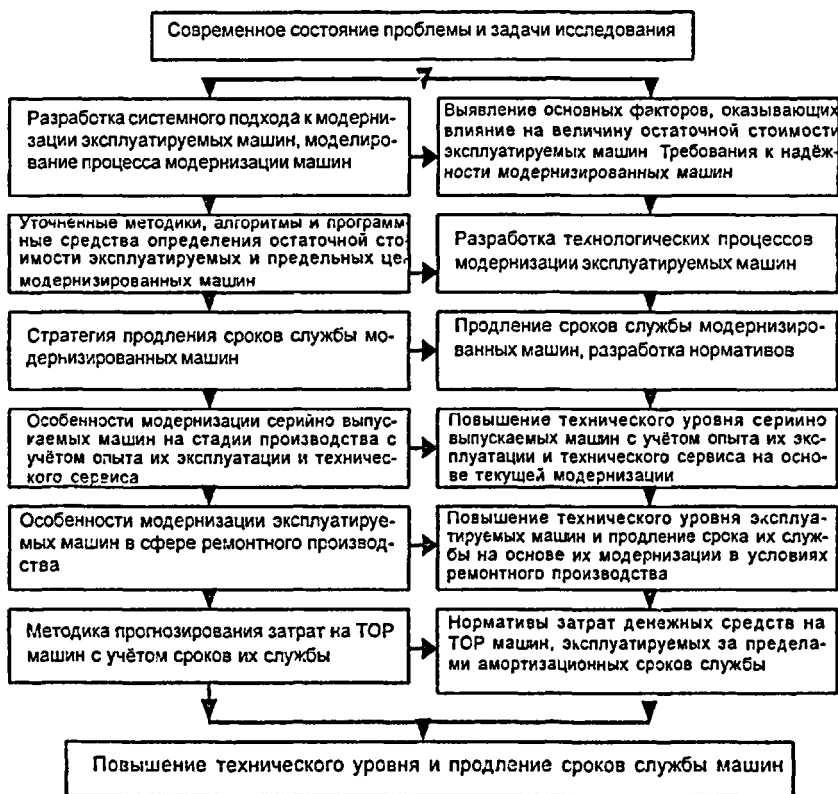 Современное состояние проблемы и задачи исследования
Разработка системного подхода к модерни-
зации эксплуатируемых машин, моделиро-
вание процесса модернизации машин
Выявление основных факторов, оказывающих
влияние на величину остаточной стоимости
эксплуатируемых машин Требования к надёж-
ности модернизированных машин
Уточненные методики, алгоритмы и программ
ные средства определения остаточной сто-
имости эксплуатируемых и предельных це
модернизированных машин
Разработка технологических процессов
модернизации эксплуатируемых машин
Стратегия продления сроков службы мо-
дернизированных машин
Продление сроков службы модернизиро-
ванных машин, разработка нормативов
Особенности модернизации серийно выпус-
каемых машин на стадии производства с
учётом опыта их эксплуатации и техничес-
кого сервиса
Повышение технического уровня серийно
выпускаемых машин с учётом опыта их экс-
плуатации и технического сервиса на осно-
ве текущей модернизации
Особенности модернизации эксплуатируе-
мых машин в сфере ремонтного производ-
ства
Повышение технического уровня эксплуа-
тируемых машин и продление срока их служ-
бы на основе их модернизации в условиях
ремонтного производства
Методика прогнозирования затрат на ТОР
машин с учётом сроков их службы
Нормативы затрат денежных средств на
ТОР машин, эксплуатируемых за предела-
ми амортизационных сроков службы
Повышение технического уровня и продление сроков службы машин